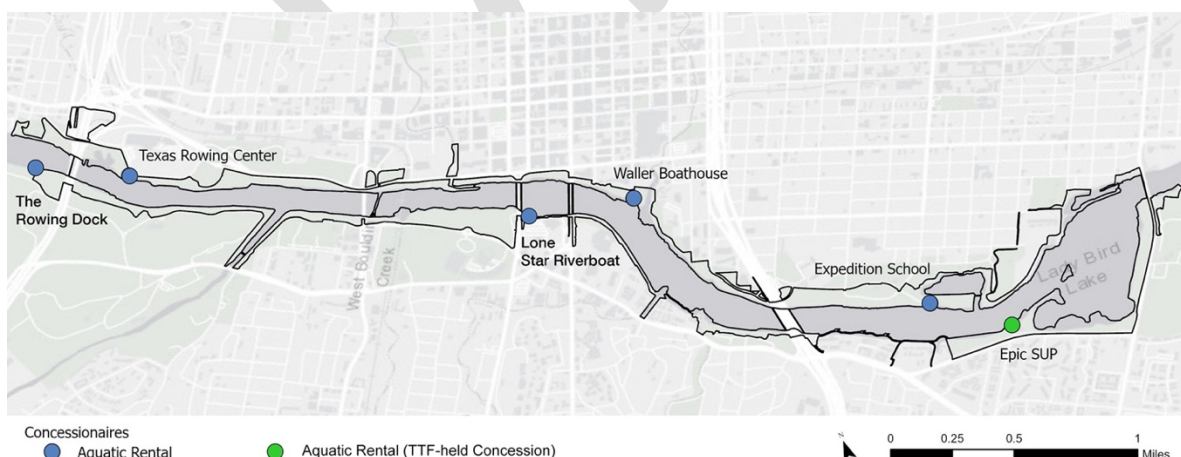 Texas Rowing Center
Waller Boathouse
The
Rowing Dock
Lone
Star Riverboat
West Bouldin
Creek
Expedition School
Lady Bird
Lake
Epic SUP
Concessionaires
Aquatic Rental
Aquatic Rental (TTF-held Concession)
N
0 0.25 0.5 1
Miles